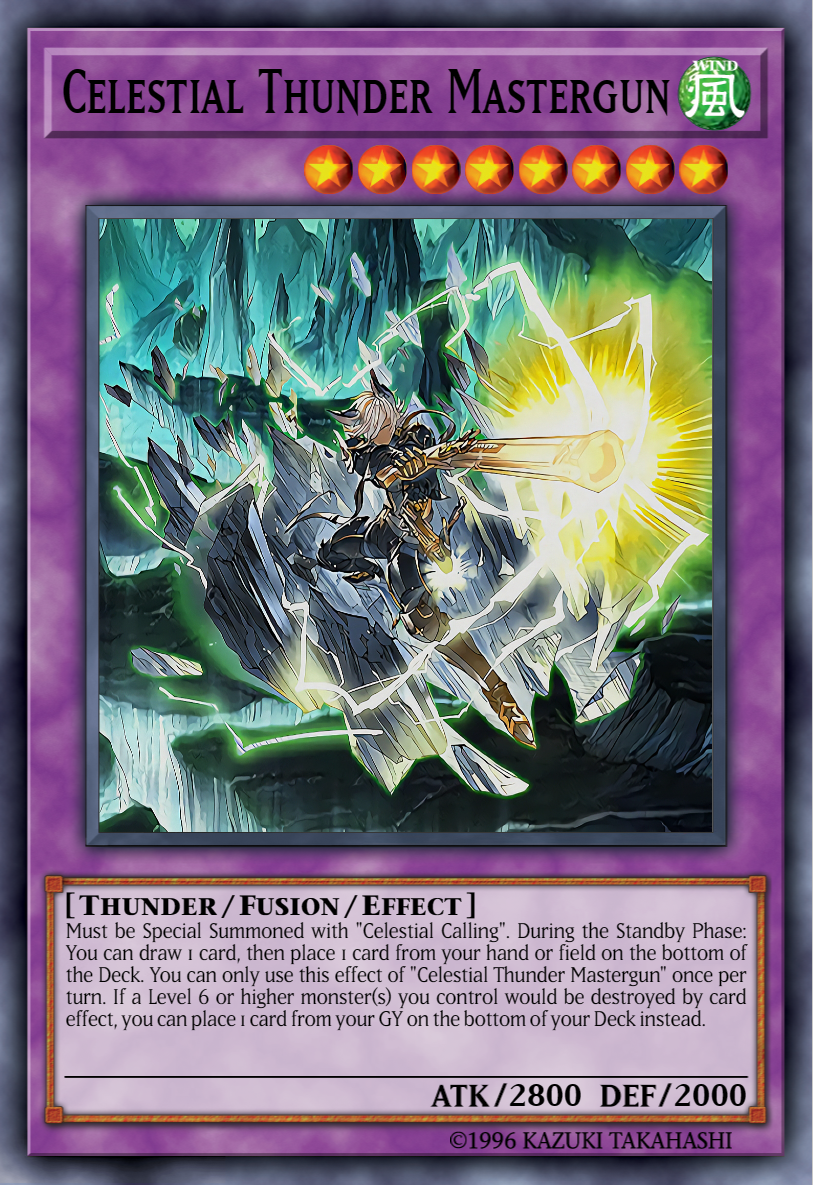 Celestial Thunder Mastergun
WIND
風
[ Thunder / Fusion / Effect ]
Must be Special Summoned with "Celestial Calling". During the Standby Phase:
You can draw 1 card, then place 1 card from your hand or field on the bottom of
the Deck. You can only use this effect of "Celestial Thunder Mastergun" once per
turn. If a Level 6 or higher monster(s) you control would be destroyed by card
effect, you can place 1 card from your GY on the bottom of your Deck instead.
ATK/2800 DEF/2000
©1996 KAZUKI TAKAHASHI